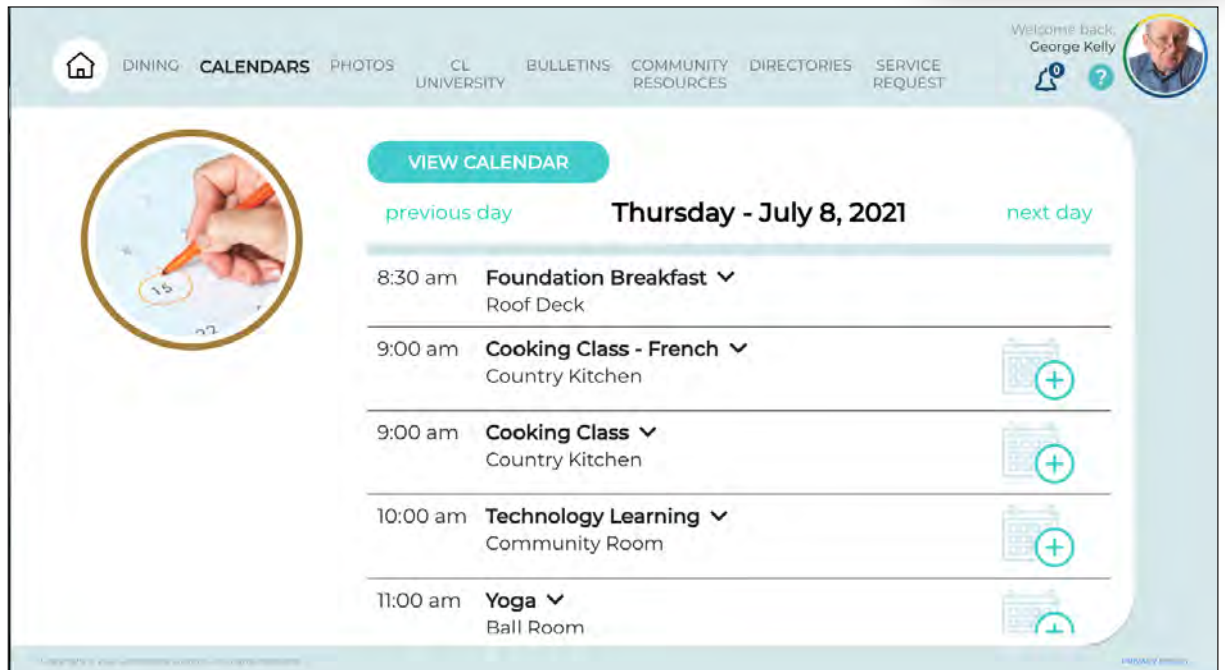 Welcome back,
George Kelly
0
?
DINING CALENDARS PHOTOS CL UNIVERSITY BULLETINS COMMUNITY RESOURCES DIRECTORIES SERVICE REQUEST
VIEW CALENDAR
previous day Thursday - July 8, 2021 next day
15
22
8:30 am Foundation Breakfast
Roof Deck
9:00 am Cooking Class - French
Country Kitchen
9:00 am Cooking Class
Country Kitchen
10:00 am Technology Learning
Community Room
11:00 am Yoga
Ball Room
PRIVACY POLICY